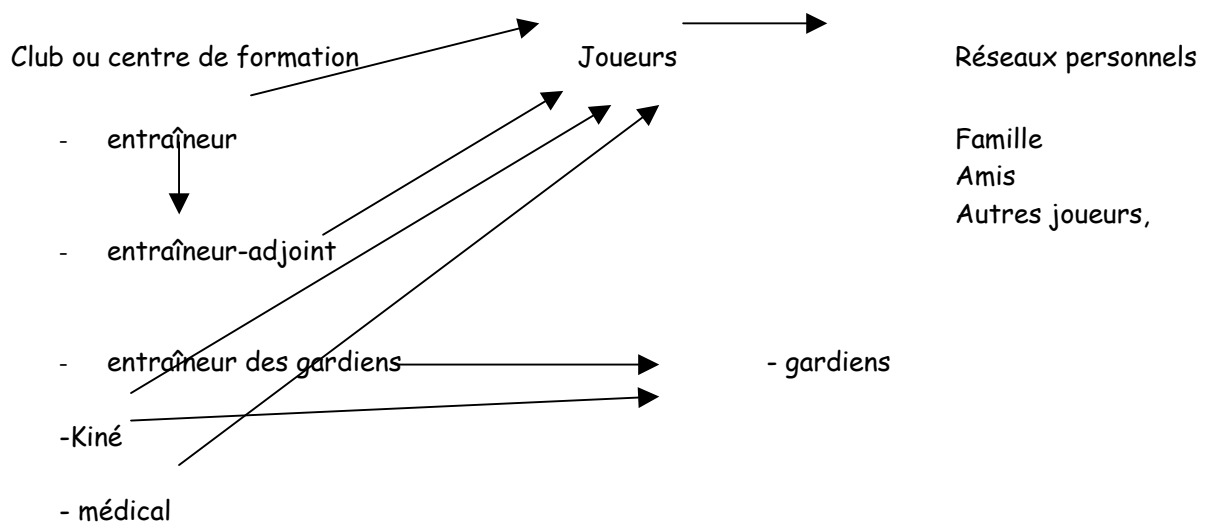 Club ou centre de formation Joueurs Réseaux personnels
- entraîneur Famille
Amis
Autres joueurs,
- entraîneur-adjoint
- entraîneur des gardiens - gardiens
-Kiné
- médical